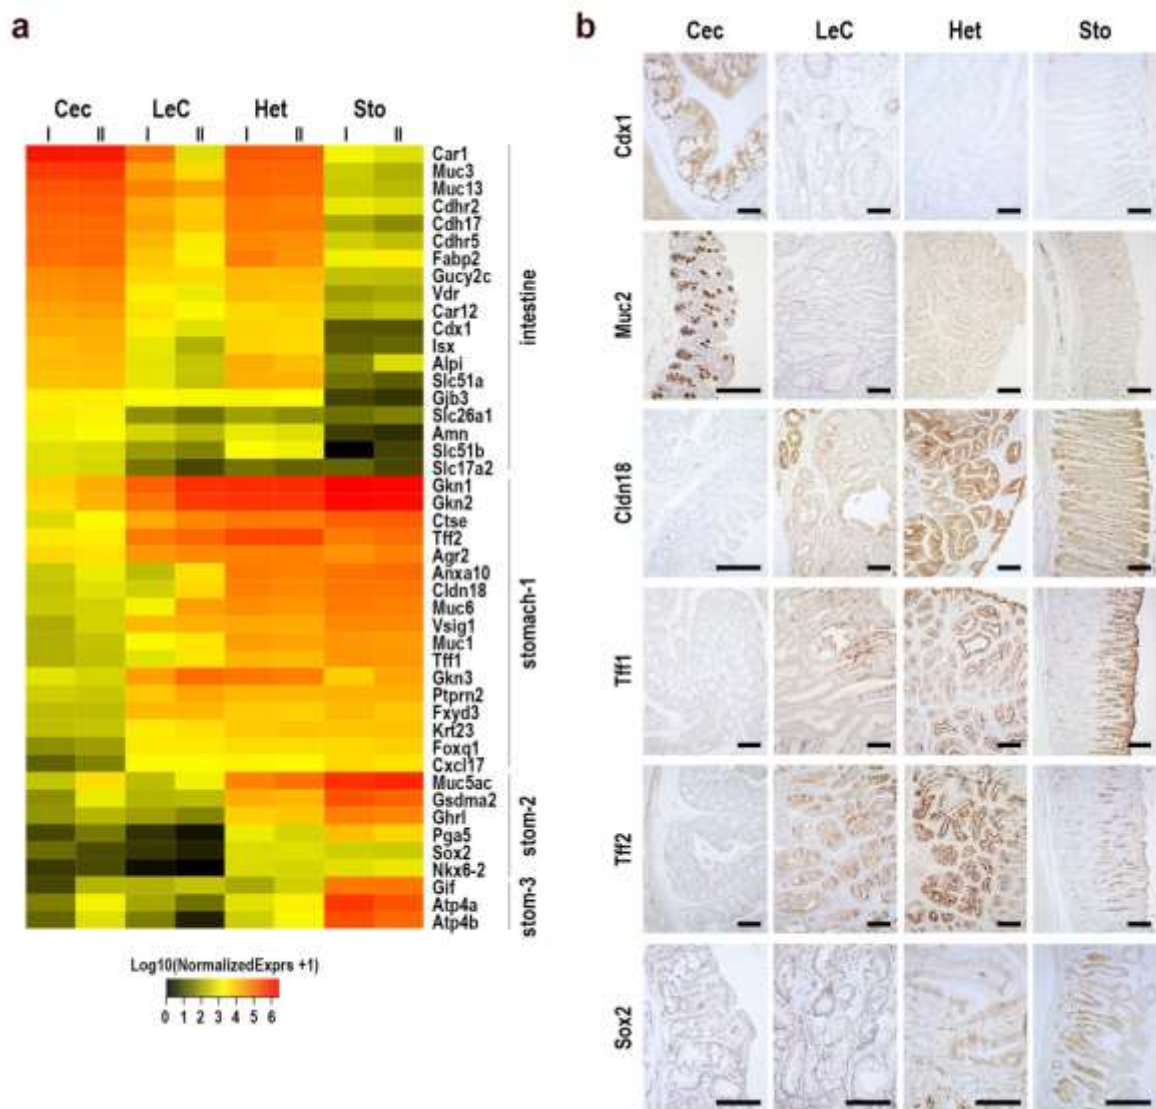 a
Cec LeC Het Sto
I II I II I II I II
Car1
Muc3
Muc13
Cdhr2
Cdh17
Cdhr5
Fabp2
Gucy2c
Vdr
Car12
Cdx1
Isx
Alpi
Slc51a
Gjb3
Slc26a1
Amn
Slc51b
Slc17a2
intestine
Gkn1
Gkn2
Ctse
Tff2
Agr2
Anxa10
Cldn18
Muc6
Vsig1
Muc1
Tff1
Gkn3
Ptprn2
Fxyd3
Krt23
Foxq1
Cxcl17
stomach-1
Muc5ac
Gsdma2
Ghrl
Pga5
Sox2
Nkx6-2
stom-2
Gif
Atp4a
Atp4b
stom-3
Log10(NormalizedExprs +1)
0 1 2 3 4 5 6
b
Cec LeC Het Sto
Cdx1
Muc2
Cldn18
Tff1
Tff2
Sox2